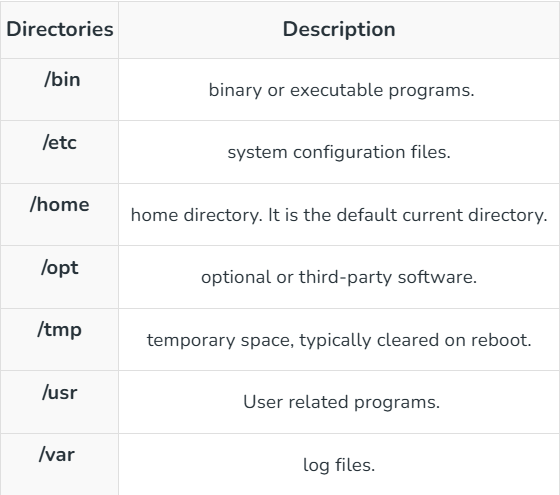 Directories Description
/bin binary or executable programs.
/etc system configuration files.
/home home directory. It is the default current directory.
/opt optional or third-party software.
/tmp temporary space, typically cleared on reboot.
/usr User related programs.
/var log files.